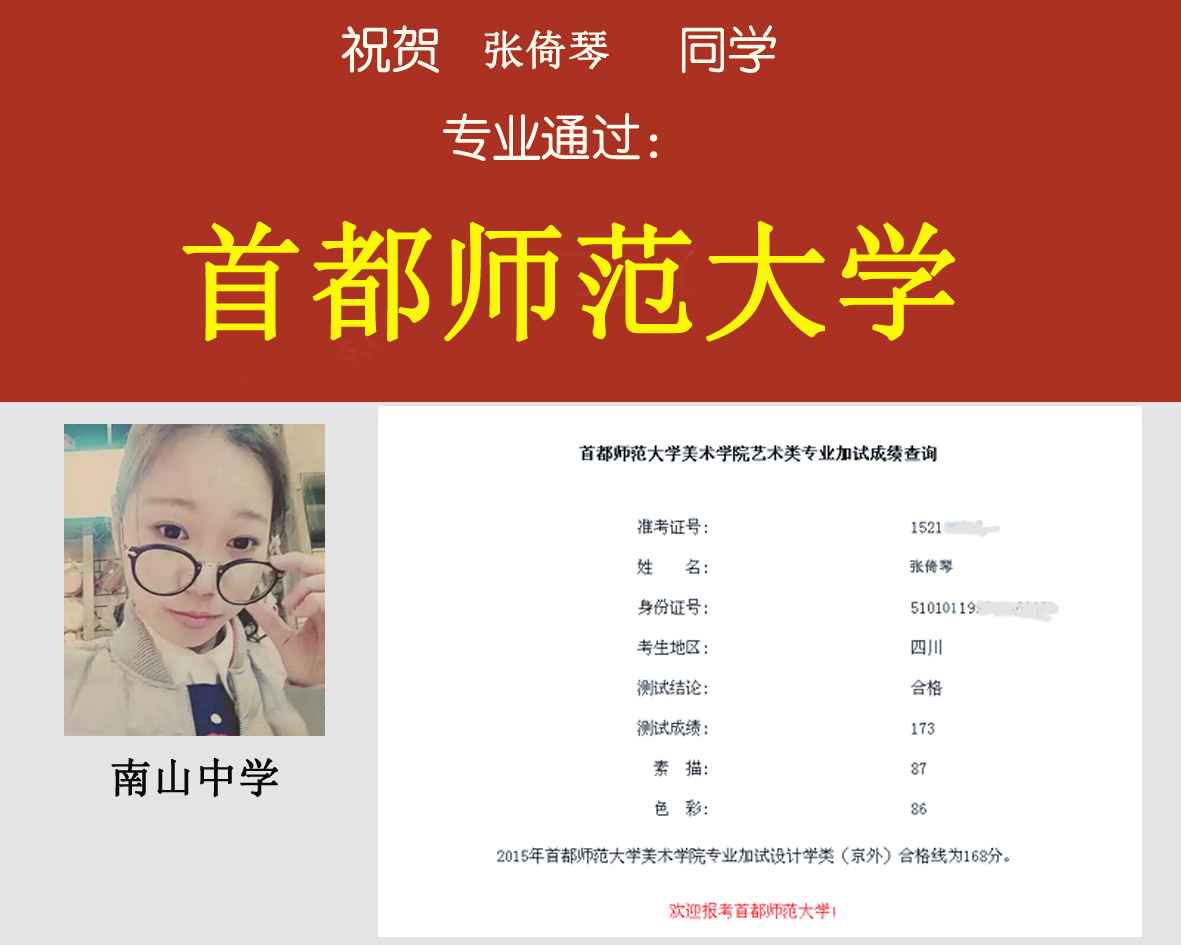 祝贺 张倚琴 同学
专业通过：
首都师范大学
南山中学
首都师范大学美术学院艺术类专业加试成绩查询
准考证号： 1521
姓 名： 张倚琴
身份证号： 51010119
考生地区： 四川
测试结论： 合格
测试成绩： 173
素 描： 87
色 彩： 86
2015年首都师范大学美术学院专业加试设计学类（京外）合格线为168分。
欢迎报考首都师范大学！